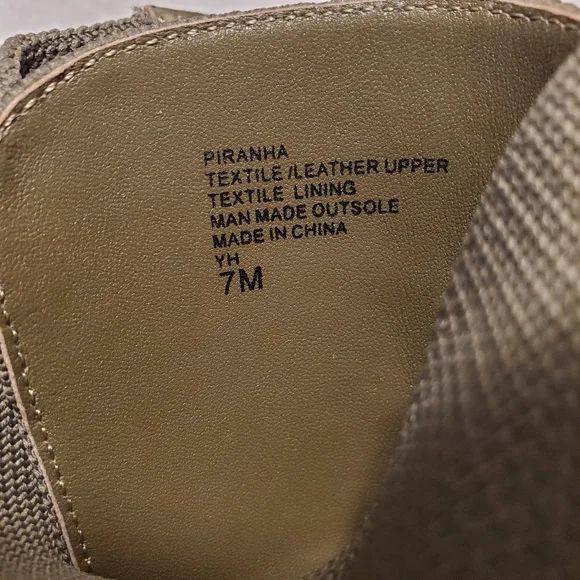 PIRANHA
TEXTILE /LEATHER UPPER
TEXTILE LINING
MAN MADE OUTSOLE
MADE IN CHINA
YH
7M